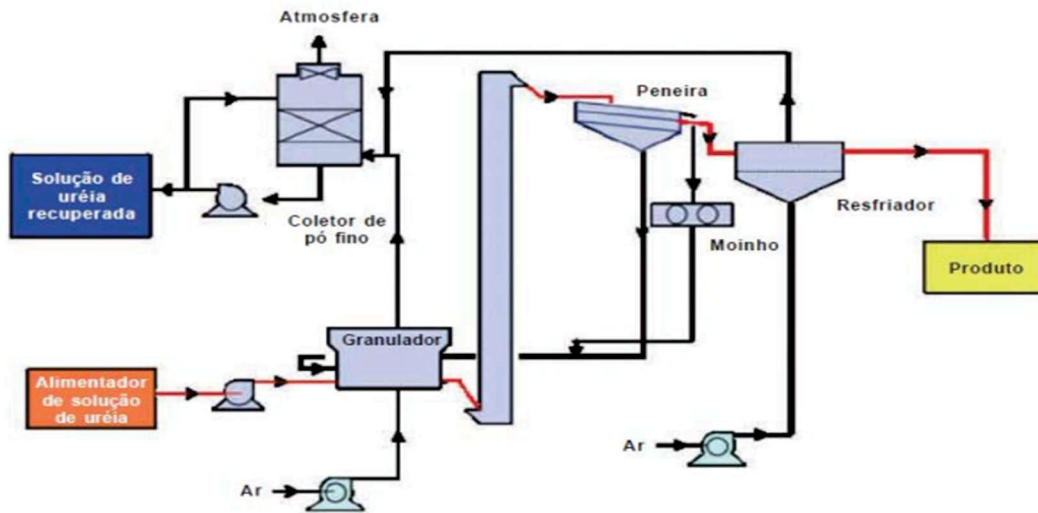 Atmosfera
Peneira
Solução de
uréia
recuperada
Coletor de
pó fino
Resfriador
Moinho
Produto
Granulador
Alimentador
de solução
de uréia
Ar
Ar